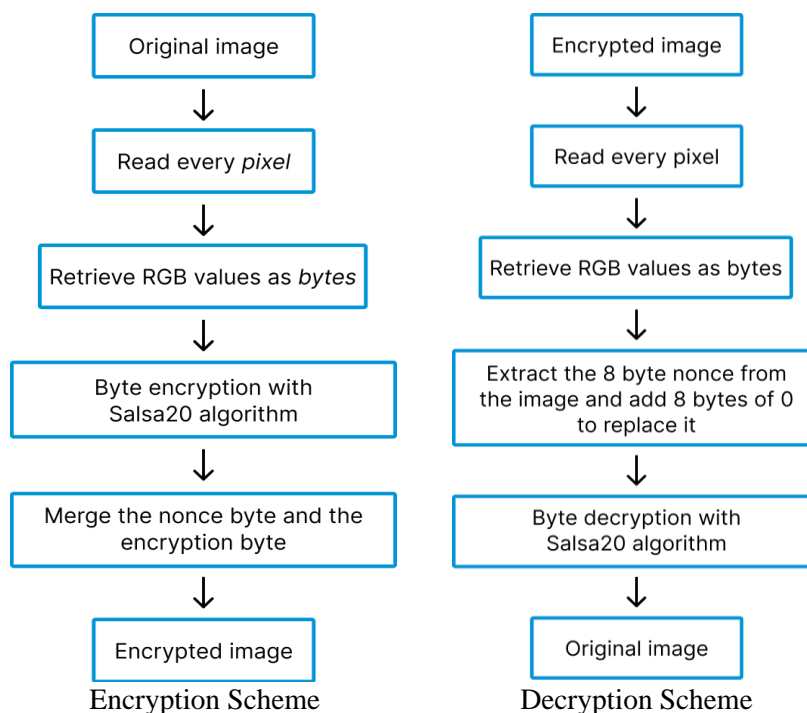 Original image
Read every pixel
Retrieve RGB values as bytes
Byte encryption with
Salsa20 algorithm
Merge the nonce byte and the
encryption byte
Encrypted image
Encryption Scheme
Encrypted image
Read every pixel
Retrieve RGB values as bytes
Extract the 8 byte nonce from
the image and add 8 bytes of 0
to replace it
Byte decryption with
Salsa20 algorithm
Original image
Decryption Scheme